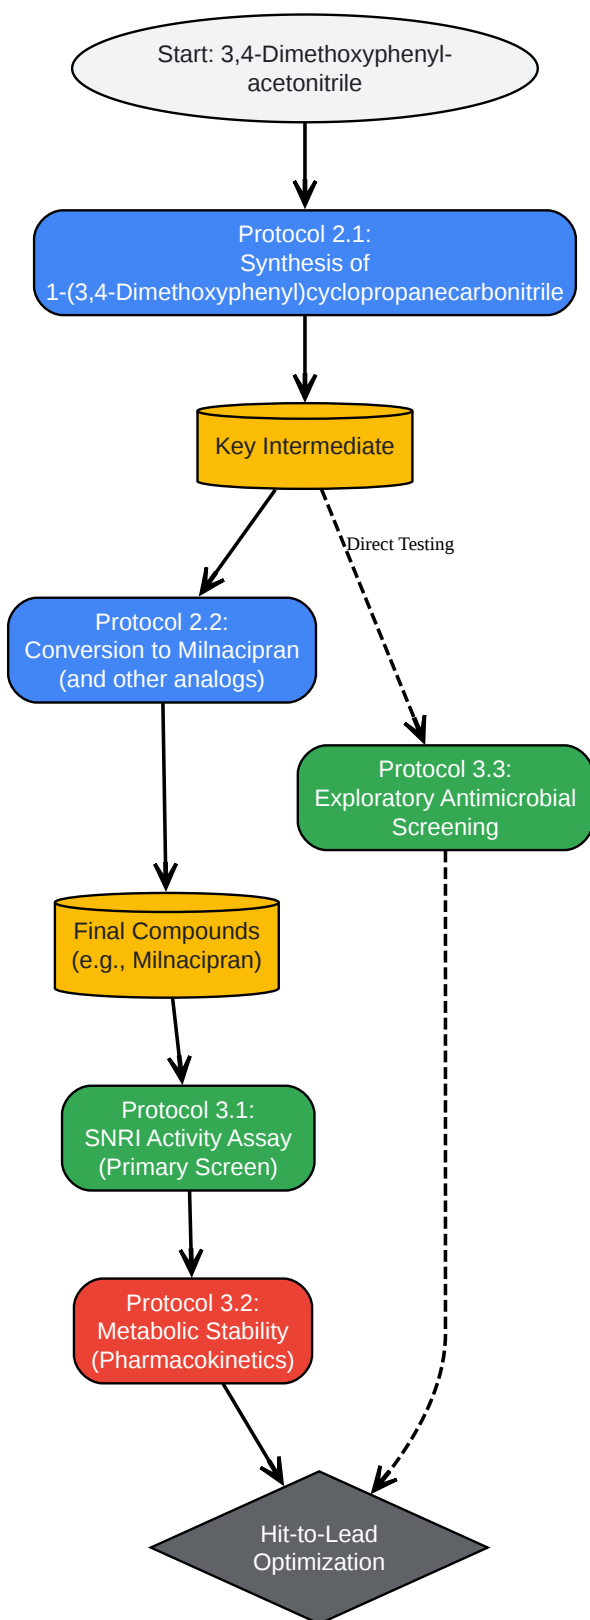 Start: 3,4-Dimethoxyphenyl-
acetonitrile
Protocol 2.1:
Synthesis of
1-(3,4-Dimethoxyphenyl)cyclopropanecarbonitrile
Key Intermediate
Direct Testing
Protocol 2.2:
Conversion to Milnacipran
(and other analogs)
Protocol 3.3:
Exploratory Antimicrobial
Screening
Final Compounds
(e.g., Milnacipran)
Protocol 3.1:
SNRI Activity Assay
(Primary Screen)
Protocol 3.2:
Metabolic Stability
(Pharmacokinetics)
Hit-to-Lead
Optimization